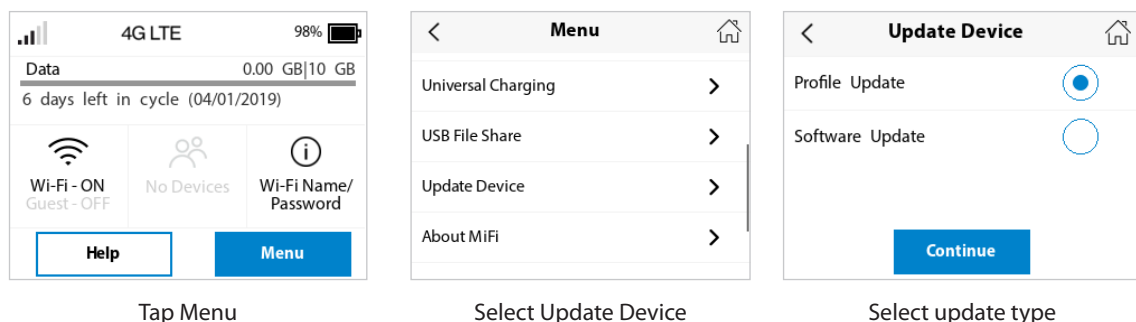 4G LTE 98%
Data 0.00 GB|10 GB
6 days left in cycle (04/01/2019)
Wi-Fi - ON
Guest - OFF
No Devices
Wi-Fi Name/
Password
Help
Menu
Tap Menu
Menu
Universal Charging
USB File Share
Update Device
About MiFi
Select Update Device
Update Device
Profile Update
Software Update
Continue
Select update type